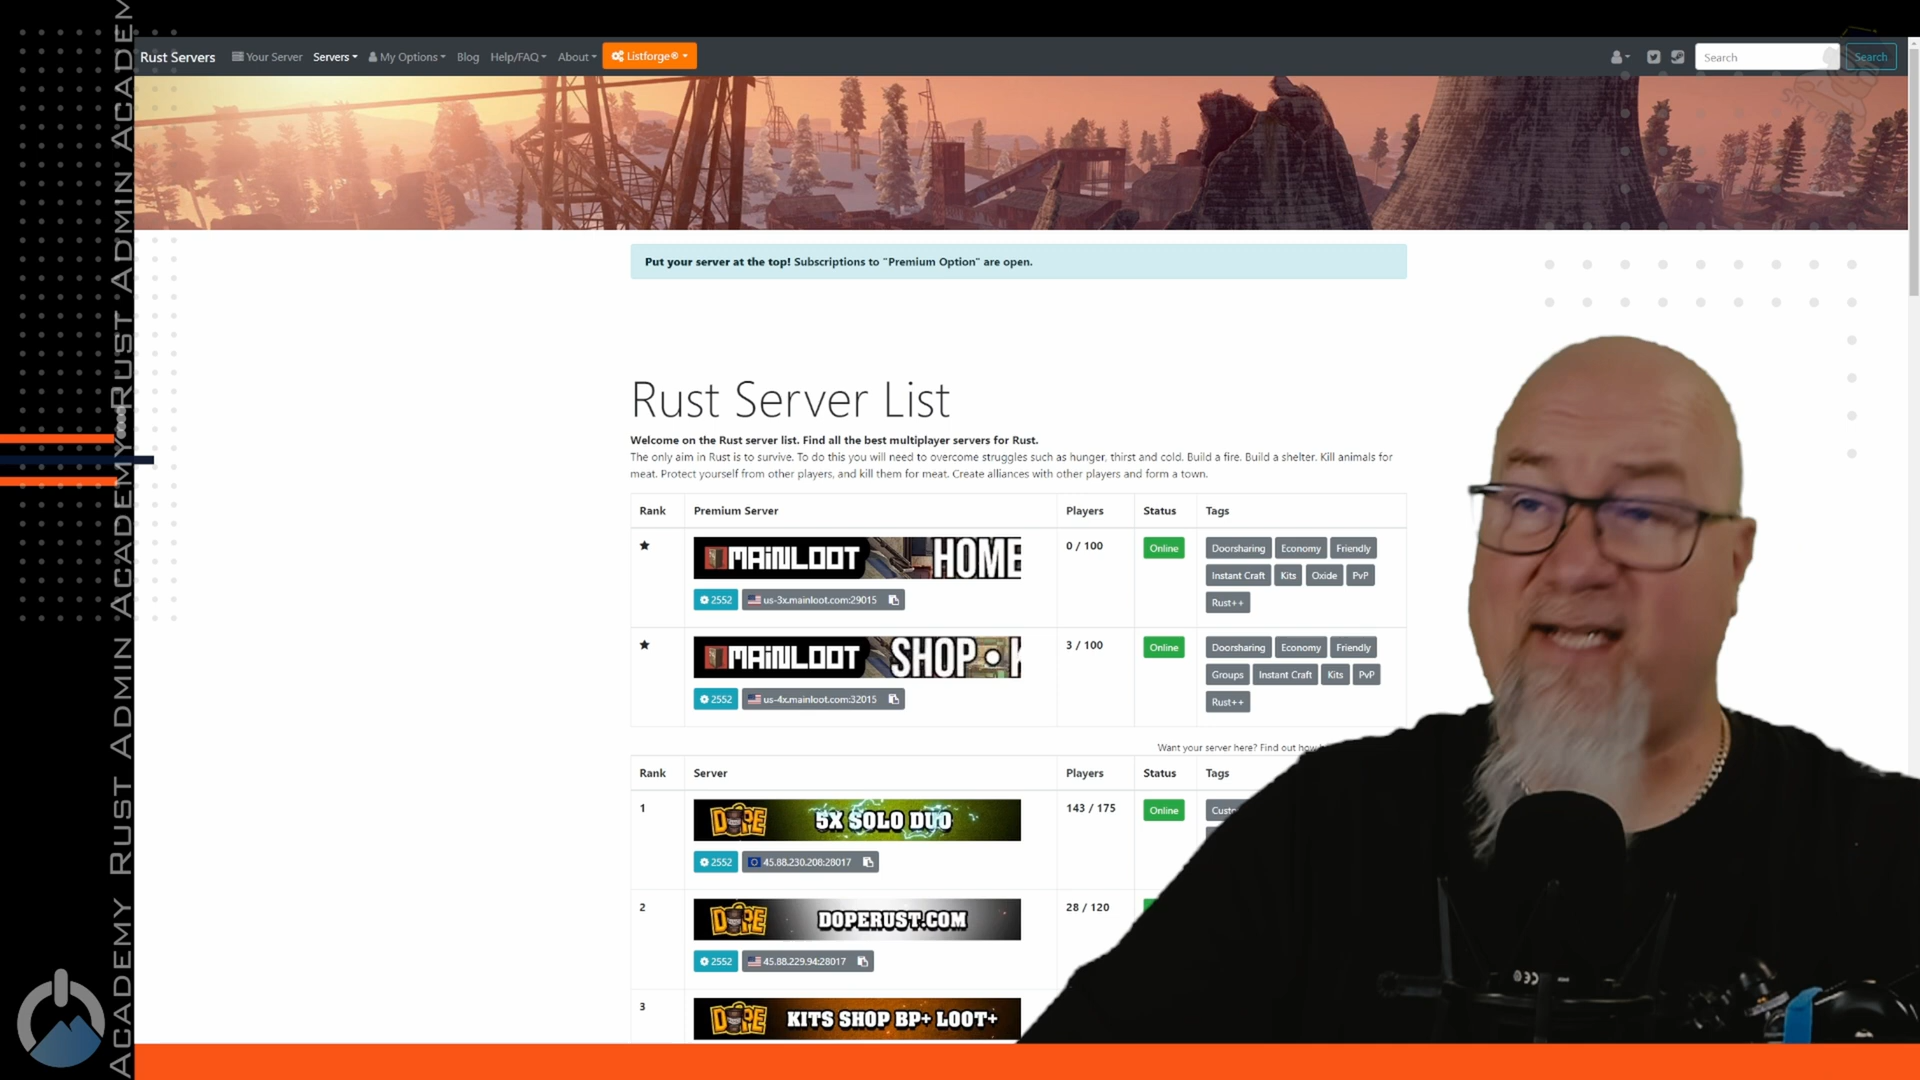 RUST ADMIN ACADEMY RUST ADMIN ACADEMY
Rust Servers Your Server Servers My Options Blog Help/FAQ About Listforge® Search Search
Put your server at the top! Subscriptions to "Premium Option" are open.
Rust Server List
Welcome on the Rust server list. Find all the best multiplayer servers for Rust.
The only aim in Rust is to survive. To do this you will need to overcome struggles such as hunger, thirst and cold. Build a fire. Build a shelter. Kill animals for
meat. Protect yourself from other players, and kill them for meat. Create alliances with other players and form a town.
Rank Premium Server Players Status Tags
MAINLOOT HOME 0 / 100 Online Doorsharing Economy Friendly
Instant Craft Kits Oxide PvP
2552 us-3x.mainloot.com:29015 Rust++
MAINLOOT SHOP 3 / 100 Online Doorsharing Economy Friendly
Groups Instant Craft Kits PvP
2552 us-4x.mainloot.com:32015 Rust++
Want your server here? Find out how
Rank Server Players Status Tags
1 DOPE 5X SOLO DUO 143 / 175 Online Custo
2552 45.88.230.208:28017
2 DOPE DOPERUST.COM 28 / 120
2552 45.88.229.94:28017
3 DOPE KITS SHOP BP+ LOOT+